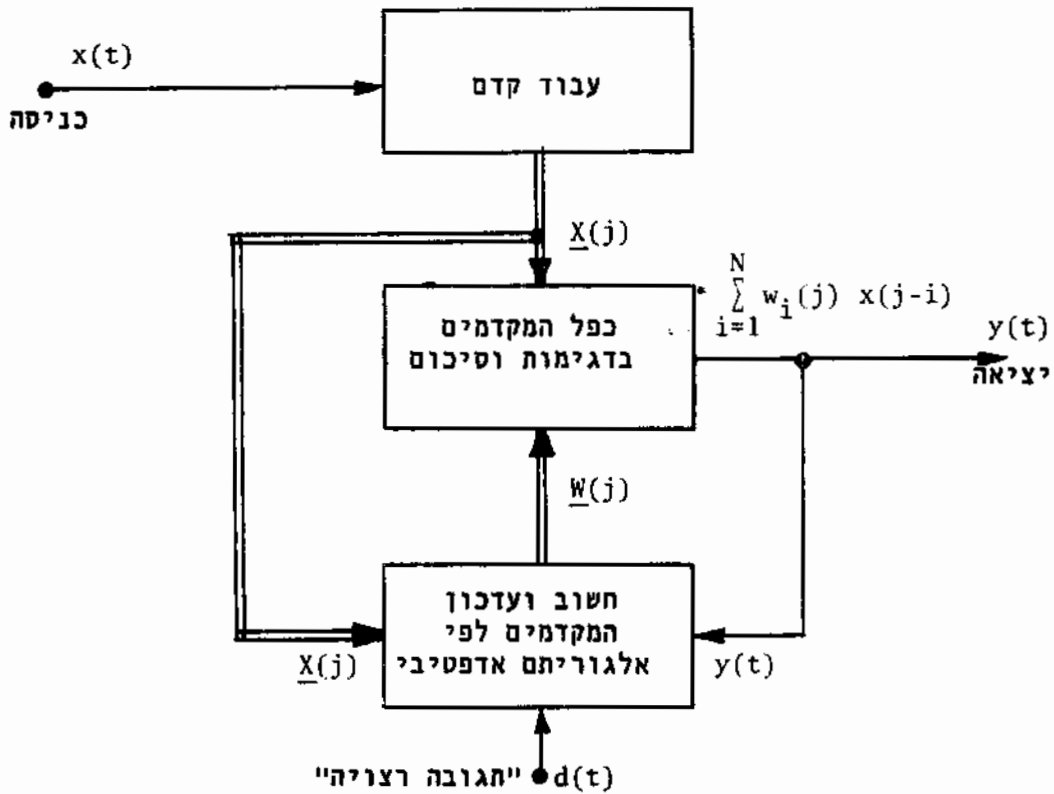 x(t)
כניסה
עבוד קדם
X(j)
N
∑ w_i(j) x(j-i)
i=1
כפל המקדמים
בדגימות וסיכום
y(t)
יציאה
W(j)
חשוב ועדכון
המקדמים לפי
אלגוריתם אדפטיבי
X(j)
y(t)
"תגובה רצויה" d(t)